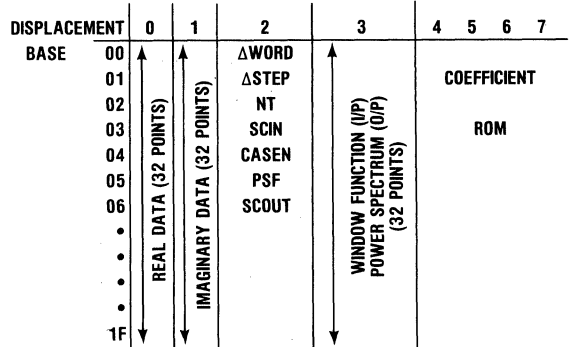 DISPLACEMENT 0 1 2 3 4 5 6 7
BASE 00 ΔWORD
01 ΔSTEP COEFFICIENT
02 NT
03 SCIN ROM
04 CASEN
05 PSF
06 SCOUT
•
•
•
•
1F
REAL DATA (32 POINTS)
IMAGINARY DATA (32 POINTS)
WINDOW FUNCTION (I/P)
POWER SPECTRUM (O/P)
(32 POINTS)